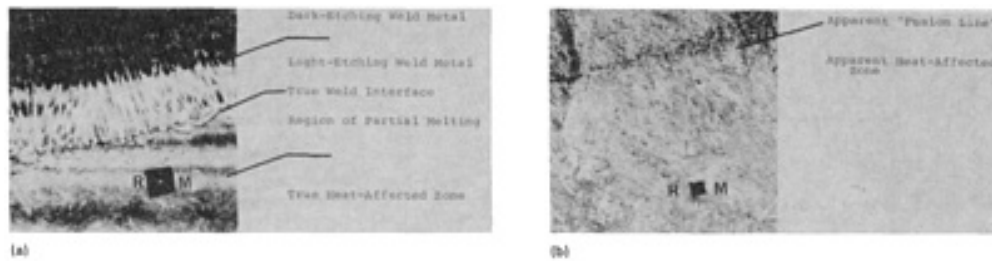 Dark-Etching Weld Metal
Light-Etching Weld Metal
True Weld Interface
Region of Partial Melting
R M
True Heat-Affected Zone
(a)
Apparent "Fusion Line"
Apparent Heat-Affected
Zone
R M
(b)